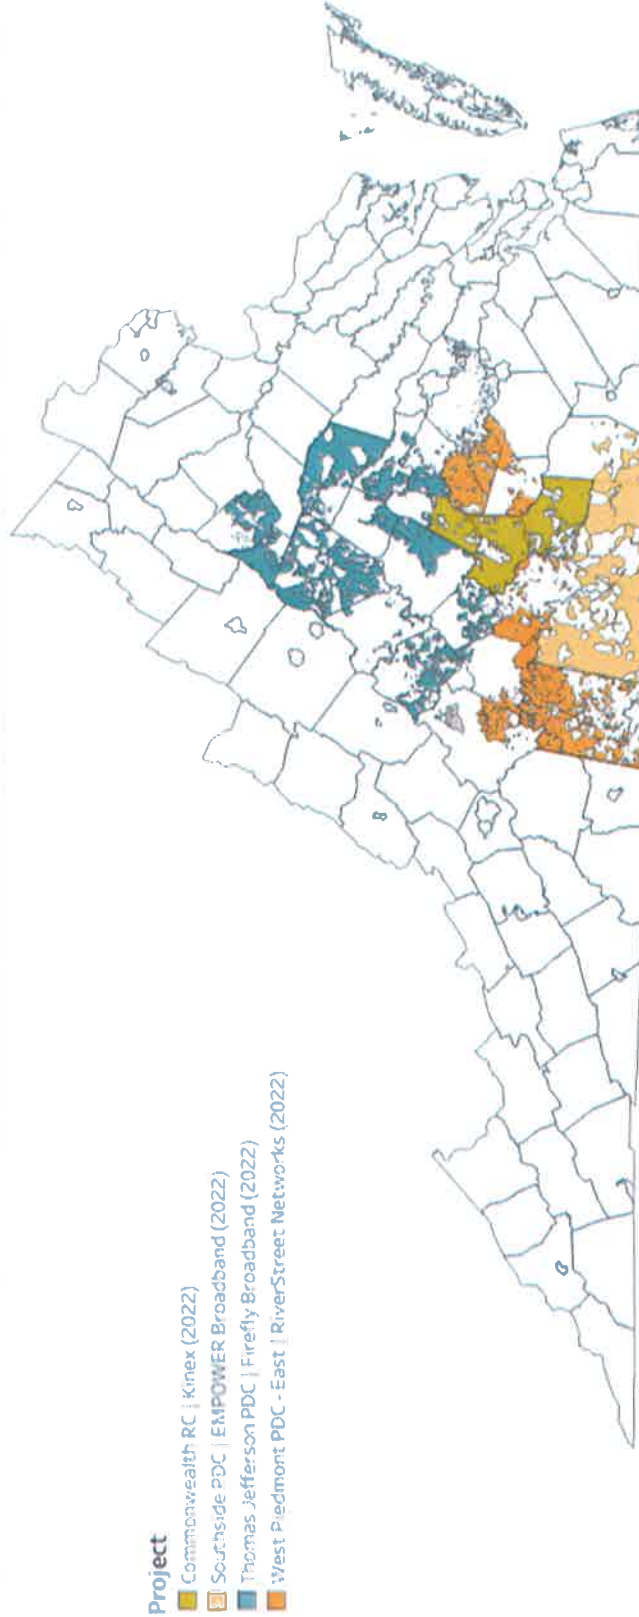 Project
Commonwealth RC | Kinex (2022)
Southside PDC | EMPOWER Broadband (2022)
Thomas Jefferson PDC | Firefly Broadband (2022)
West Piedmont PDC - East | RiverStreet Networks (2022)